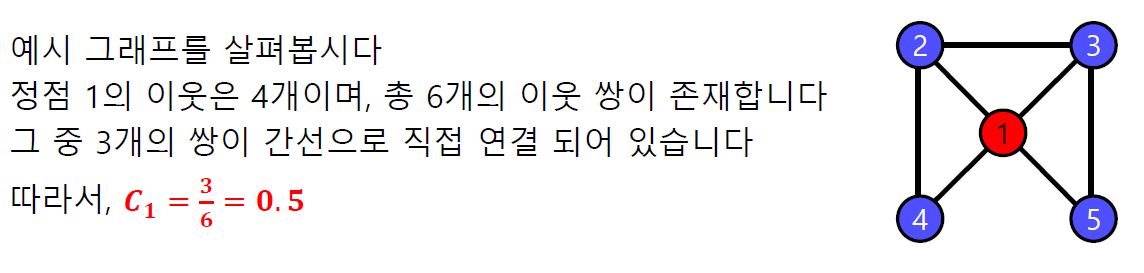 예시 그래프를 살펴봅시다
정점 1의 이웃은 4개이며, 총 6개의 이웃 쌍이 존재합니다
그 중 3개의 쌍이 간선으로 직접 연결 되어 있습니다
따라서, C₁ = 3/6 = 0.5
2 3
1
4 5